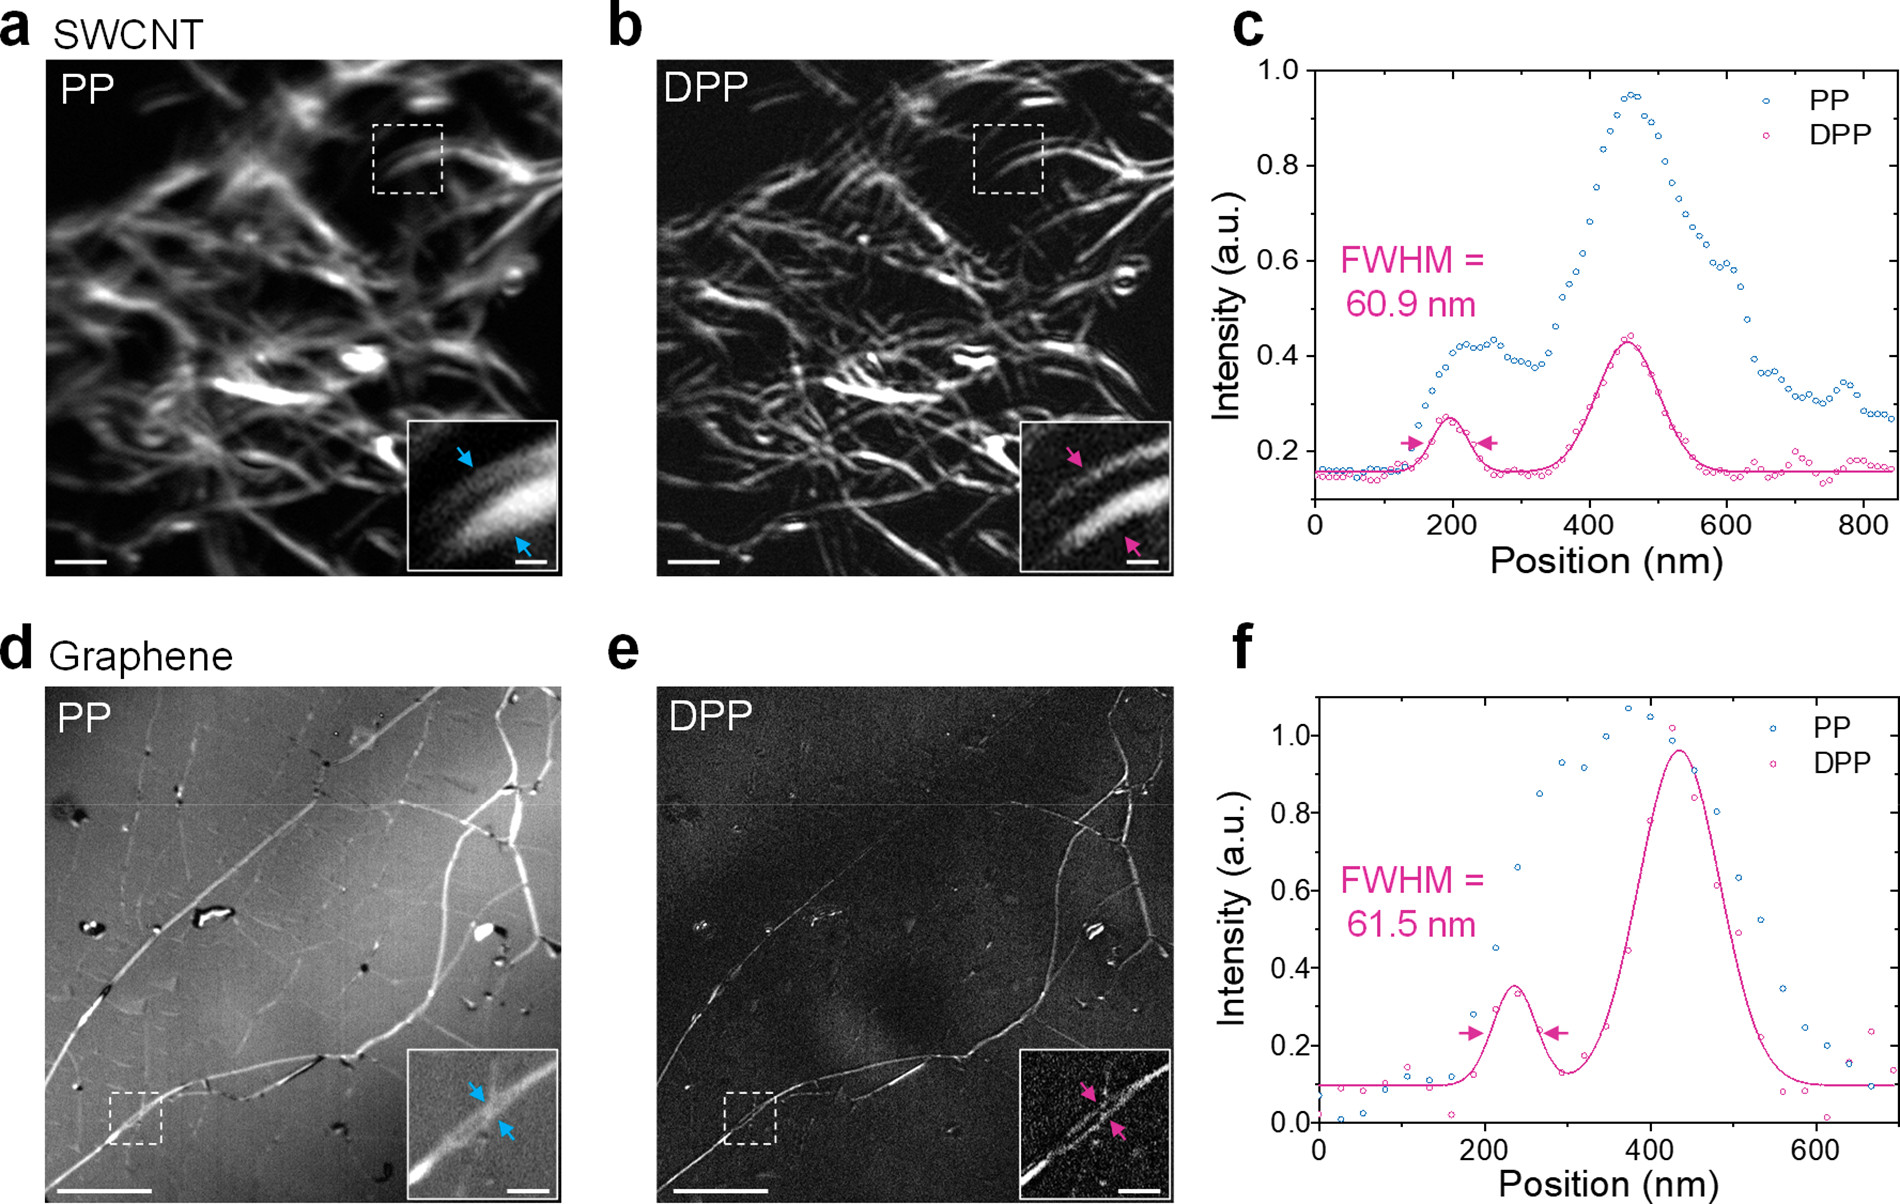 a SWCNT
PP
b
DPP
c
1.0
0.8
0.6
0.4
0.2
0 200 400 600 800
Intensity (a.u.)
Position (nm)
PP
DPP
FWHM =
60.9 nm
d Graphene
PP
e
DPP
f
1.0
0.8
0.6
0.4
0.2
0.0
0 200 400 600
Intensity (a.u.)
Position (nm)
PP
DPP
FWHM =
61.5 nm